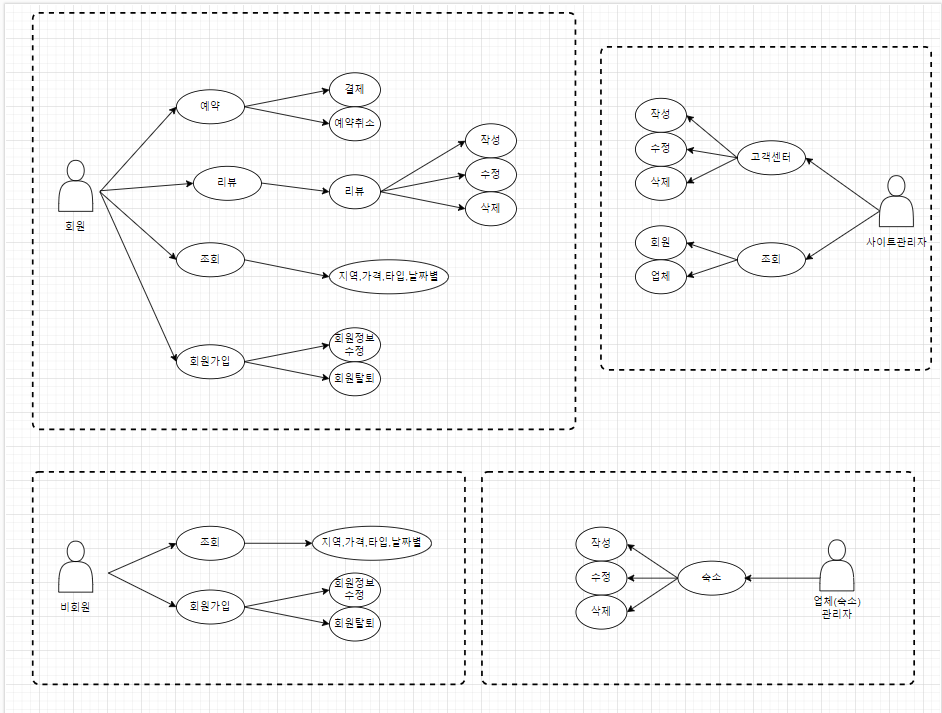 결제
예약
예약취소
작성
리뷰
리뷰
수정
삭제
회원
조회
지역,가격,타입,날짜별
회원정보
수정
회원가입
회원탈퇴
작성
수정
고객센터
삭제
사이트관리자
회원
조회
업체
조회
지역,가격,타입,날짜별
비회원
회원정보
수정
회원가입
회원탈퇴
작성
수정
숙소
삭제
업체(숙소)
관리자